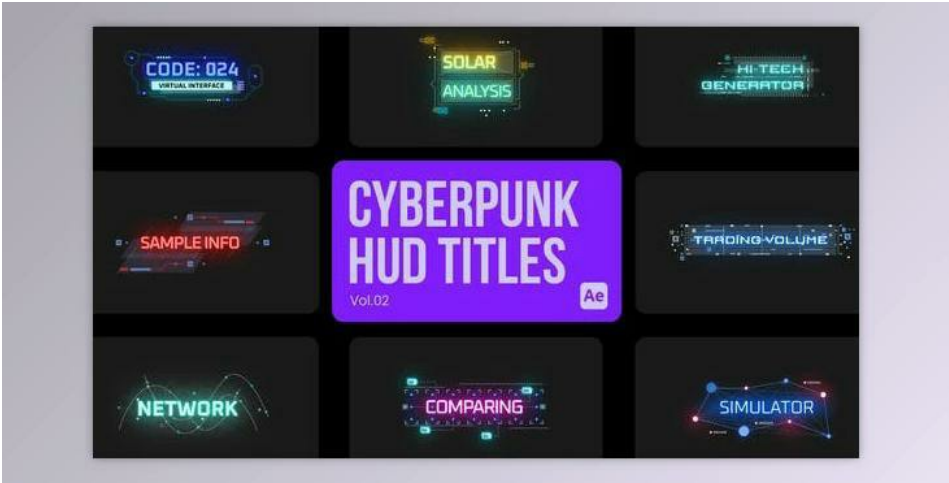 CODE: 024
VIRTUAL INTERFACE
SOLAR
ANALYSIS
HI-TECH
GENERATOR
SAMPLE INFO
CYBERPUNK
HUD TITLES
Vol.02
Ae
TRADING VOLUME
NETWORK
COMPARING
SIMULATOR